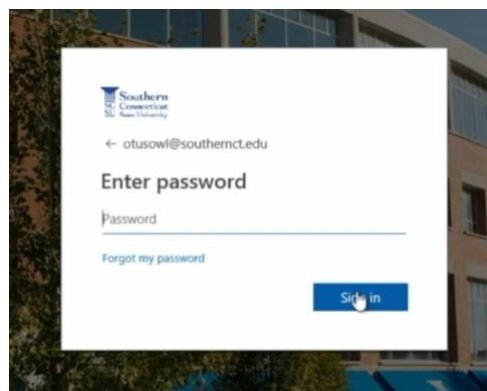 Southern
Connecticut
State University
← otusowl@southernct.edu
Enter password
Password
Forgot my password
Sign in